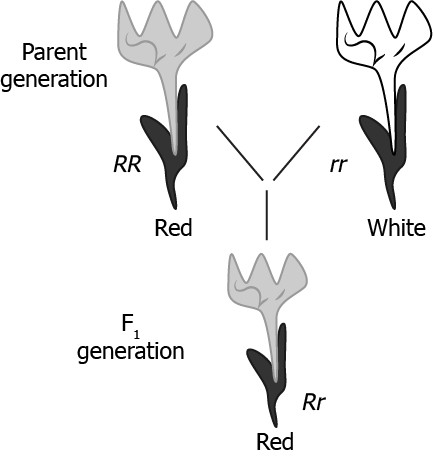 Parent
generation
RR
rr
Red
White
F1
generation
Rr
Red